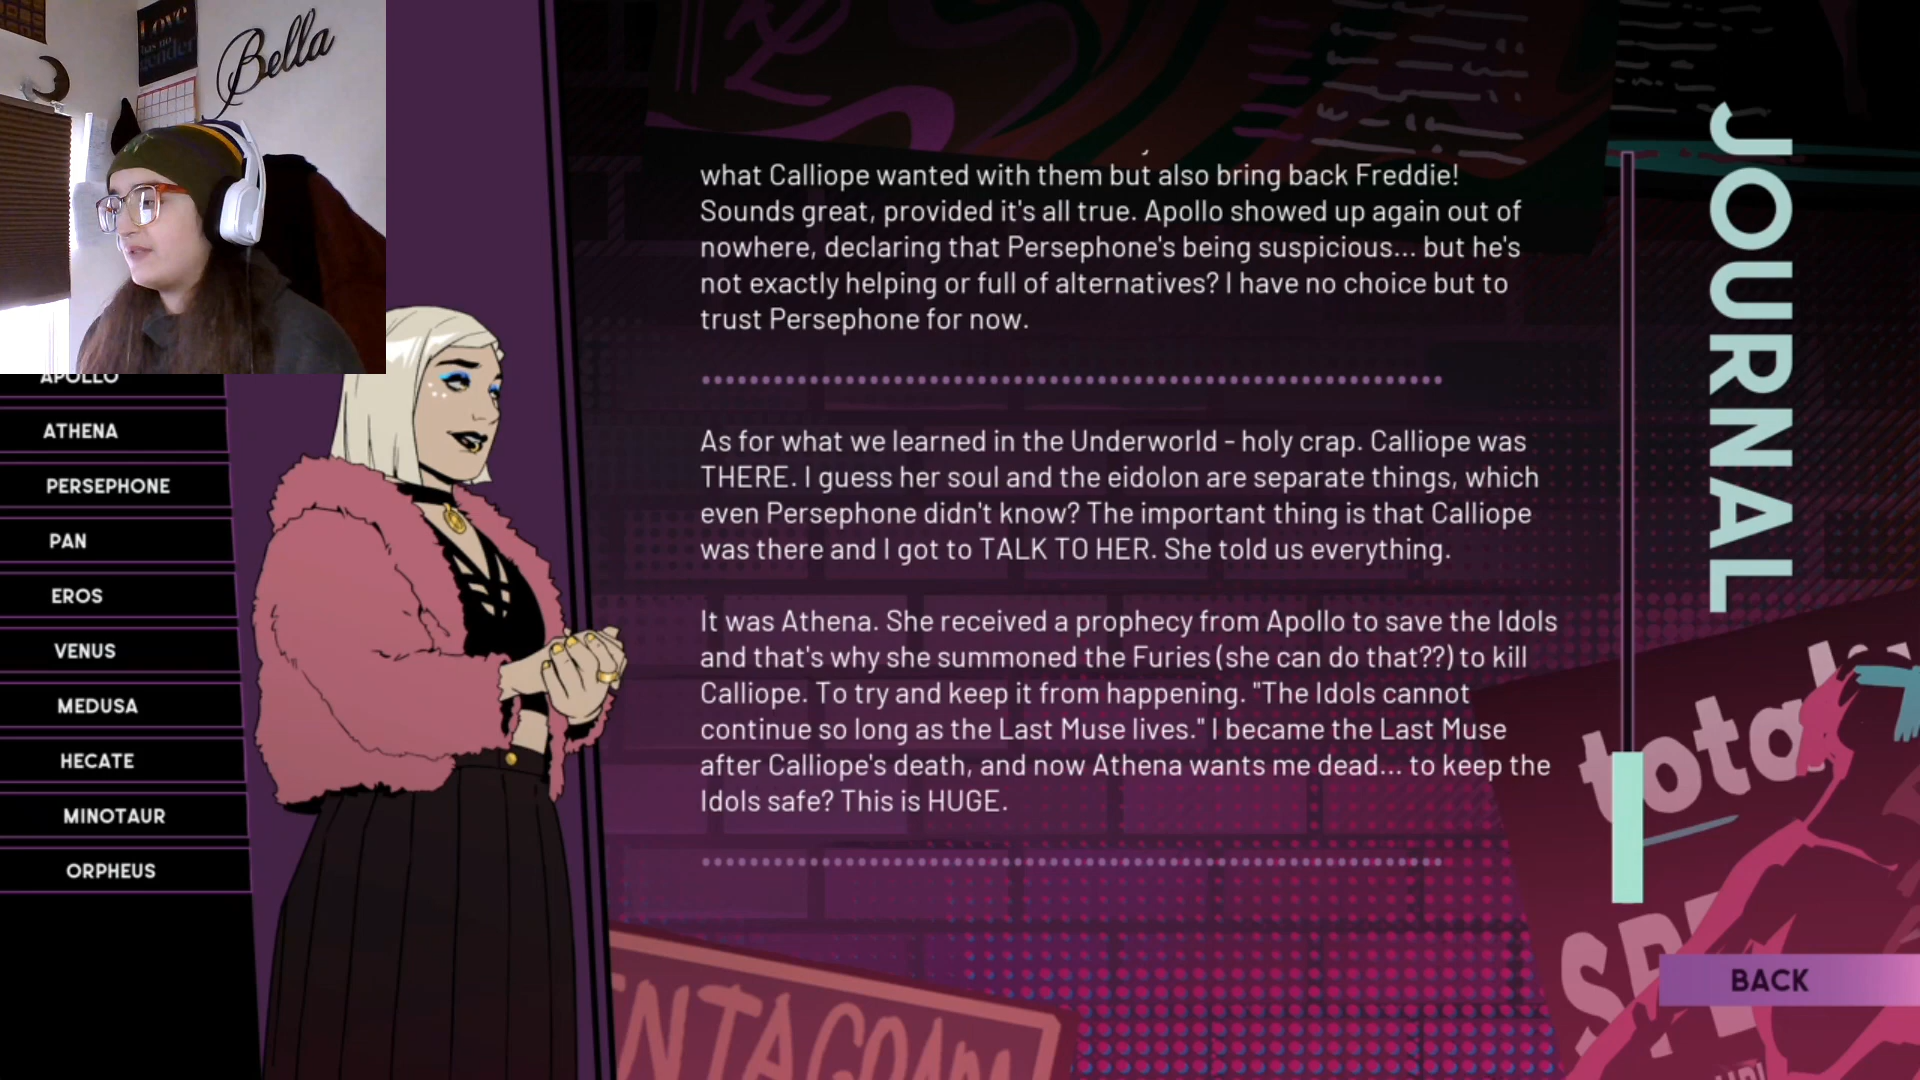 Love
has no
gender
Bella
APOLLO
ATHENA
PERSEPHONE
PAN
EROS
VENUS
MEDUSA
HECATE
MINOTAUR
ORPHEUS
what Calliope wanted with them but also bring back Freddie!
Sounds great, provided it's all true. Apollo showed up again out of
nowhere, declaring that Persephone's being suspicious... but he's
not exactly helping or full of alternatives? I have no choice but to
trust Persephone for now.
As for what we learned in the Underworld - holy crap. Calliope was
THERE. I guess her soul and the eidolon are separate things, which
even Persephone didn't know? The important thing is that Calliope
was there and I got to TALK TO HER. She told us everything.
It was Athena. She received a prophecy from Apollo to save the Idols
and that's why she summoned the Furies (she can do that??) to kill
Calliope. To try and keep it from happening. "The Idols cannot
continue so long as the Last Muse lives." I became the Last Muse
after Calliope's death, and now Athena wants me dead... to keep the
Idols safe? This is HUGE.
JOURNAL
BACK